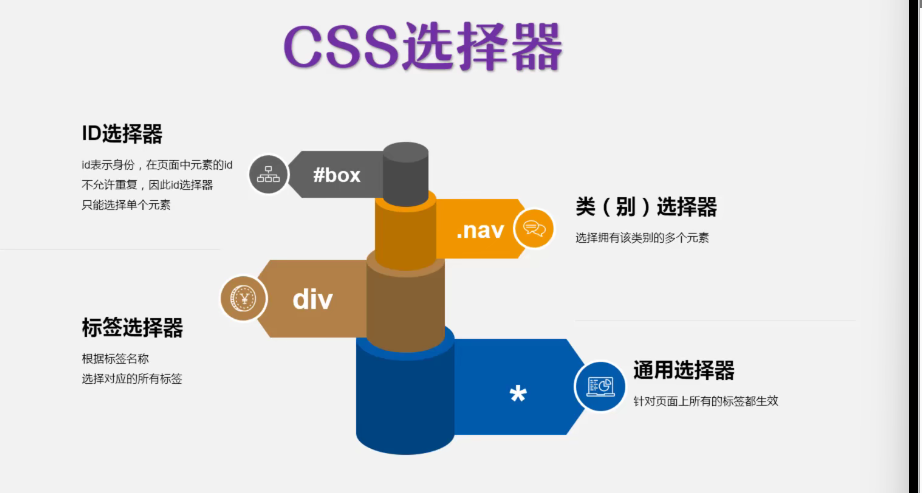 CSS选择器
ID选择器
id表示身份，在页面中元素的id
不允许重复，因此id选择器
只能选择单个元素
#box
类（别）选择器
选择拥有该类别的多个元素
.nav
div
标签选择器
根据标签名称
选择对应的所有标签
*
通用选择器
针对页面上所有的标签都生效
¥